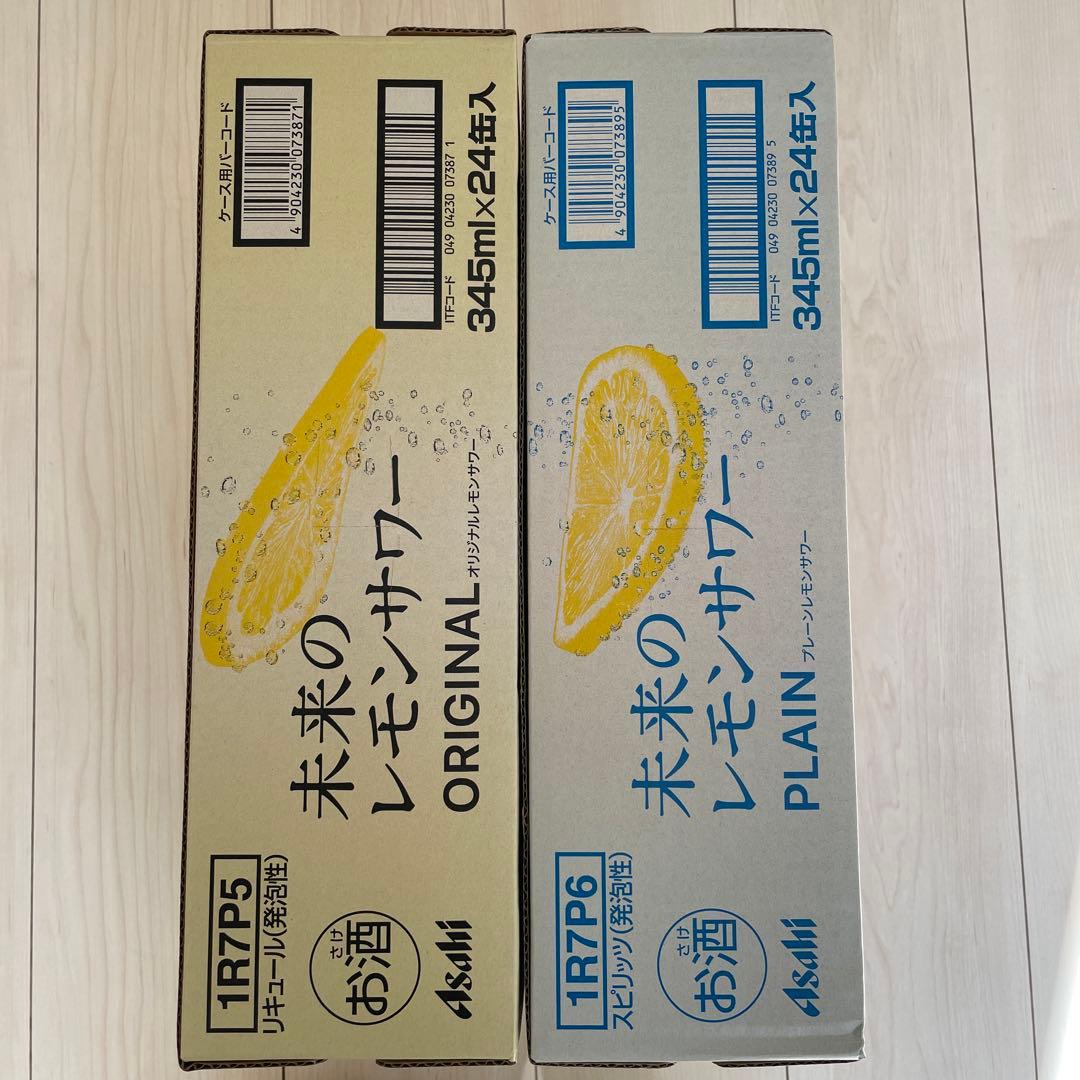 1R7P5
リキュール(発泡性)
お酒
さけ
Asahi
未来の
レモンサワー
ORIGINAL オリジナルレモンサワー
ケース用バーコード
4 904230 073871
ITFコード 049 04230 07387 1
345ml×24缶入
1R7P6
スピリッツ(発泡性)
お酒
さけ
Asahi
未来の
レモンサワー
PLAIN プレーンレモンサワー
ケース用バーコード
4 904230 073895
ITFコード 049 04230 07389 5
345ml×24缶入